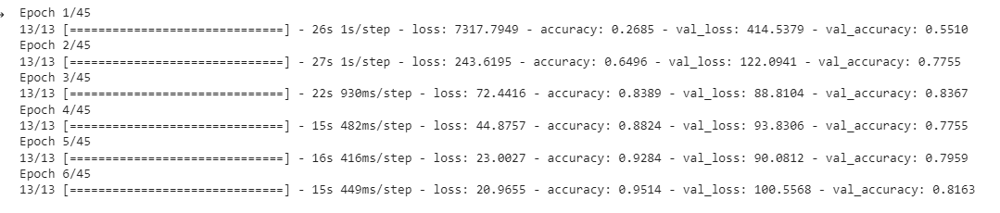 Epoch 1/45
13/13 [==============================] - 26s 1s/step - loss: 7317.7949 - accuracy: 0.2685 - val_loss: 414.5379 - val_accuracy: 0.5510
Epoch 2/45
13/13 [==============================] - 27s 1s/step - loss: 243.6195 - accuracy: 0.6496 - val_loss: 122.0941 - val_accuracy: 0.7755
Epoch 3/45
13/13 [==============================] - 22s 930ms/step - loss: 72.4416 - accuracy: 0.8389 - val_loss: 88.8104 - val_accuracy: 0.8367
Epoch 4/45
13/13 [==============================] - 15s 482ms/step - loss: 44.8757 - accuracy: 0.8824 - val_loss: 93.8306 - val_accuracy: 0.7755
Epoch 5/45
13/13 [==============================] - 16s 416ms/step - loss: 23.0027 - accuracy: 0.9284 - val_loss: 90.0812 - val_accuracy: 0.7959
Epoch 6/45
13/13 [==============================] - 15s 449ms/step - loss: 20.9655 - accuracy: 0.9514 - val_loss: 100.5568 - val_accuracy: 0.8163